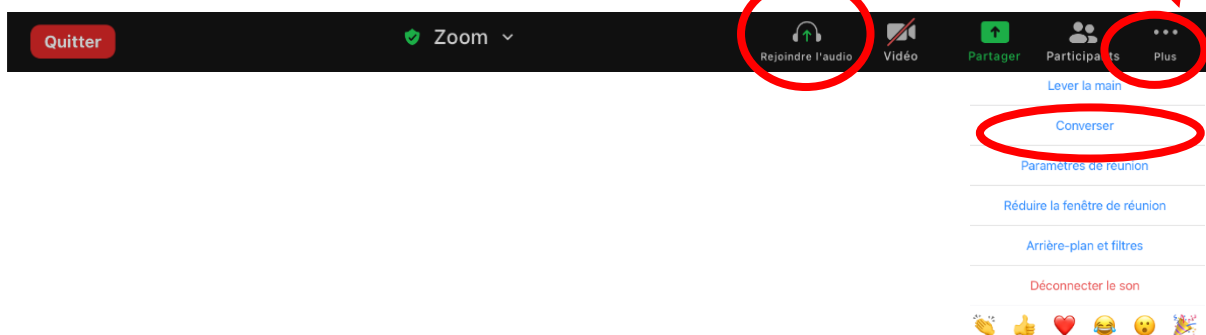 Quitter
Zoom
Rejoindre l'audio
Vidéo
Partager
Participants
Plus
Lever la main
Converser
Paramètres de réunion
Réduire la fenêtre de réunion
Arrière-plan et filtres
Déconnecter le son